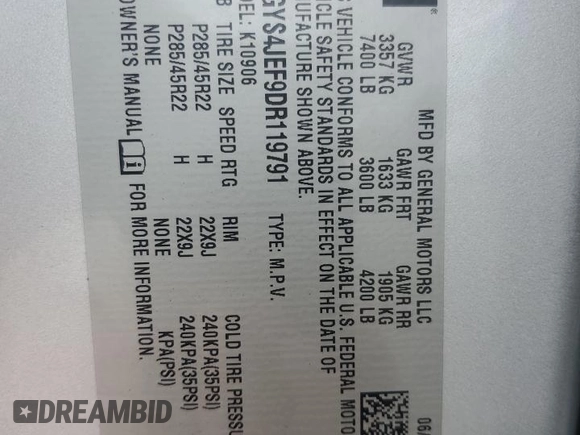 MFD BY GENERAL MOTORS LLC
06/
GVWR GAWR FRT GAWR RR
3357 KG 1633 KG 1905 KG
7400 LB 3600 LB 4200 LB
VEHICLE CONFORMS TO ALL APPLICABLE U.S. FEDERAL MOTO
ICLE SAFETY STANDARDS IN EFFECT ON THE DATE OF
UFACTURE SHOWN ABOVE.
GYS4JEF9DR119791 TYPE: M.P.V.
DEL: K10906
TIRE SIZE SPEED RTG RIM COLD TIRE PRESSU
P285/45R22 H 22X9J 240KPA(35PSI)
P285/45R22 H 22X9J 240KPA(35PSI)
NONE NONE KPA(PSI)
OWNER'S MANUAL i FOR MORE INFORMATION.
DREAMBID